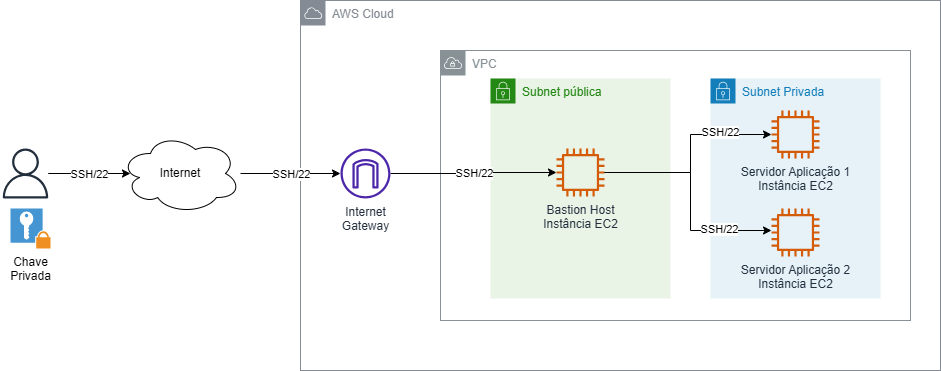 AWS Cloud
VPC
Subnet pública
Subnet Privada
SSH/22
Internet
SSH/22
Internet
Gateway
SSH/22
Bastion Host
Instância EC2
SSH/22
Servidor Aplicação 1
Instância EC2
SSH/22
Servidor Aplicação 2
Instância EC2
Chave
Privada